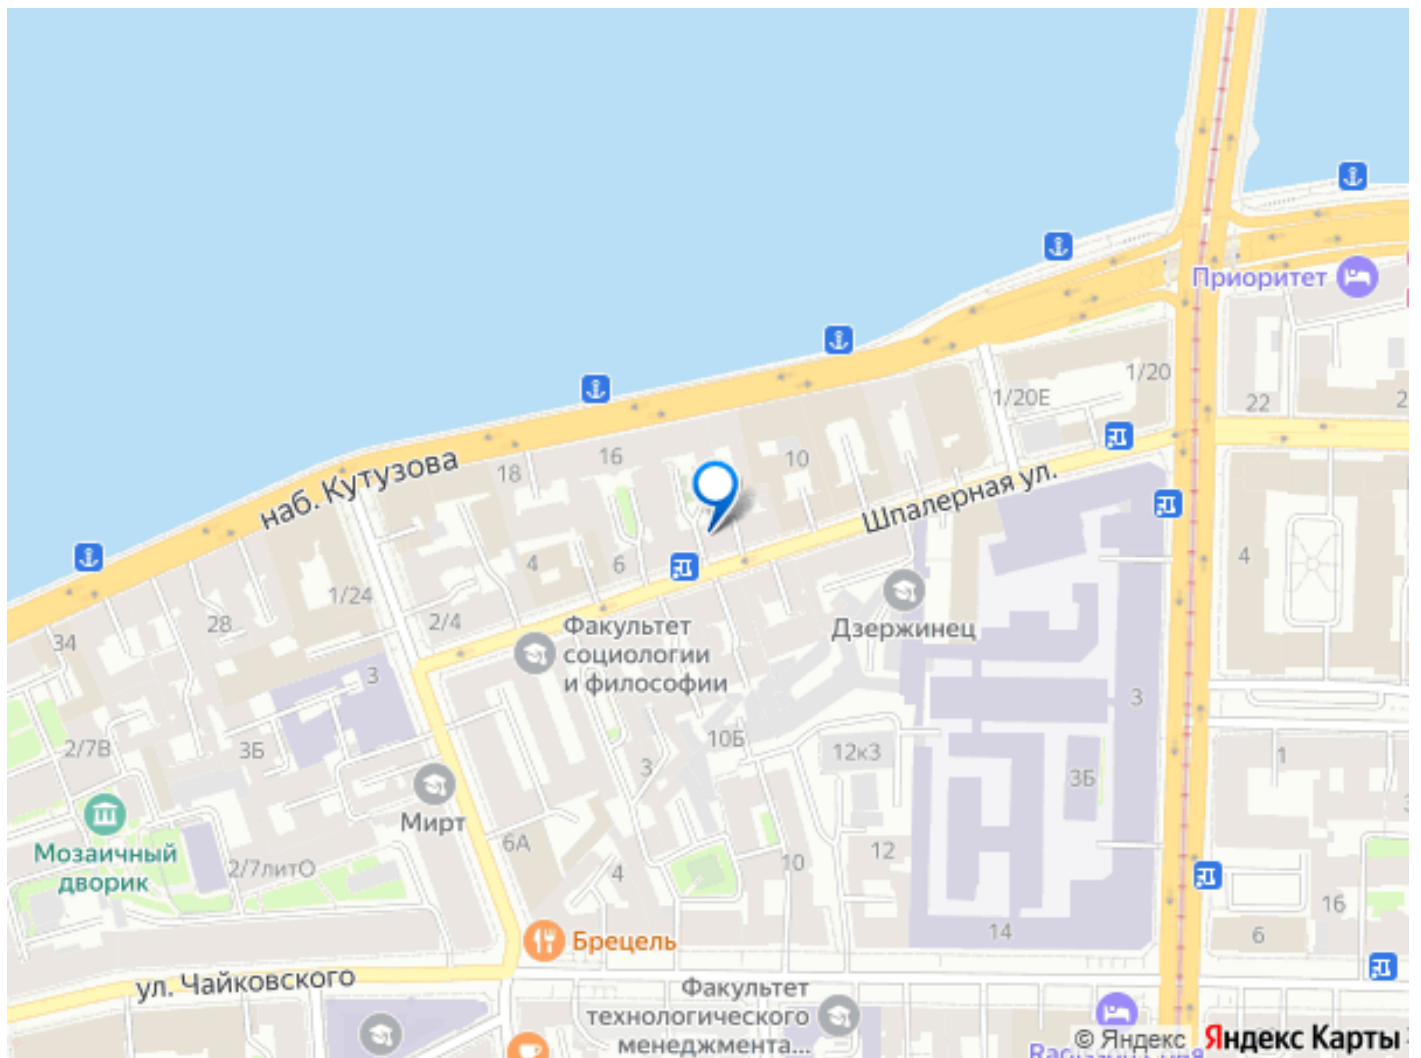 Приоритет
1/20
1/20Е
22
2
наб. Кутузова
18
16
10
Шпалерная ул.
4
6
4
1/24
2/4
28
34
Факультет
социологии
и философии
Дзержинец
3
3
2/7В
3Б
10Б
3
12к3
3Б
1
Мирт
6А
Мозаичный
дворик
2/7литО
4
10
12
14
16
6
Брецель
ул. Чайковского
Факультет
технологического
менеджмента...
© Яндекс Яндекс Карты